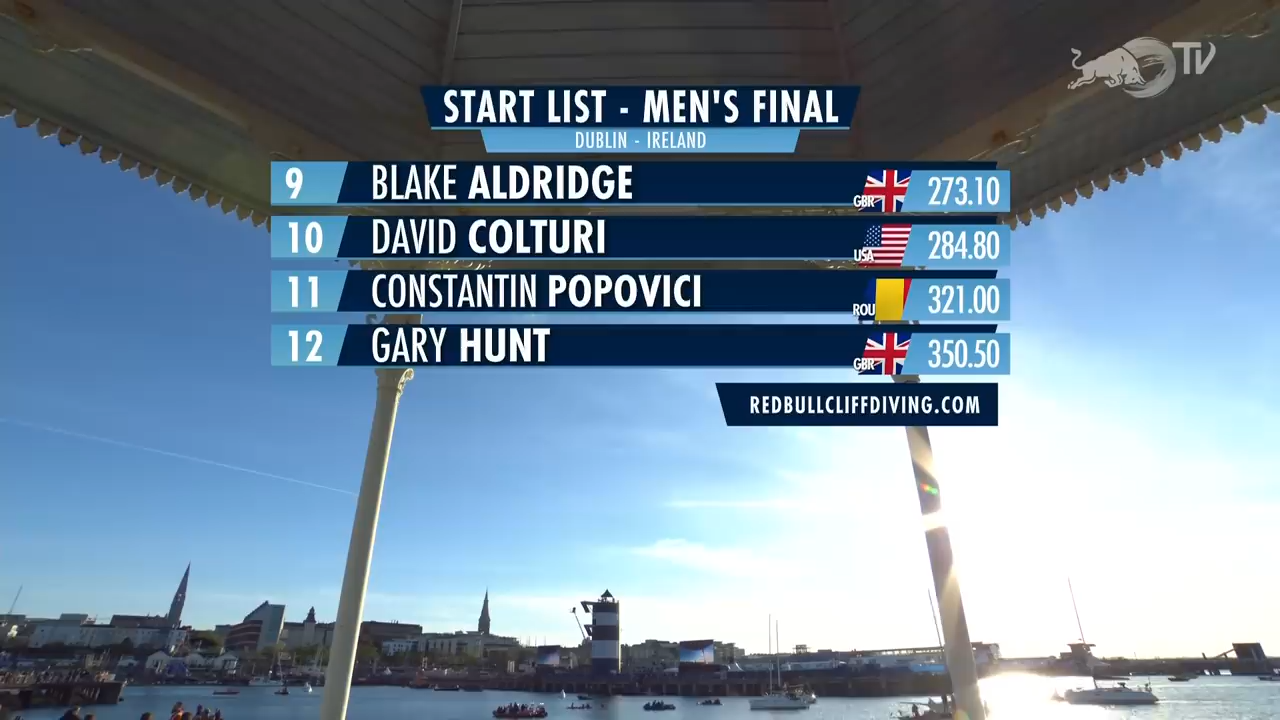 TV
START LIST - MEN'S FINAL
DUBLIN - IRELAND
9 BLAKE ALDRIDGE GBR 273.10
10 DAVID COLTURI USA 284.80
11 CONSTANTIN POPOVICI ROU 321.00
12 GARY HUNT GBR 350.50
REDBULLCLIFFDIVING.COM